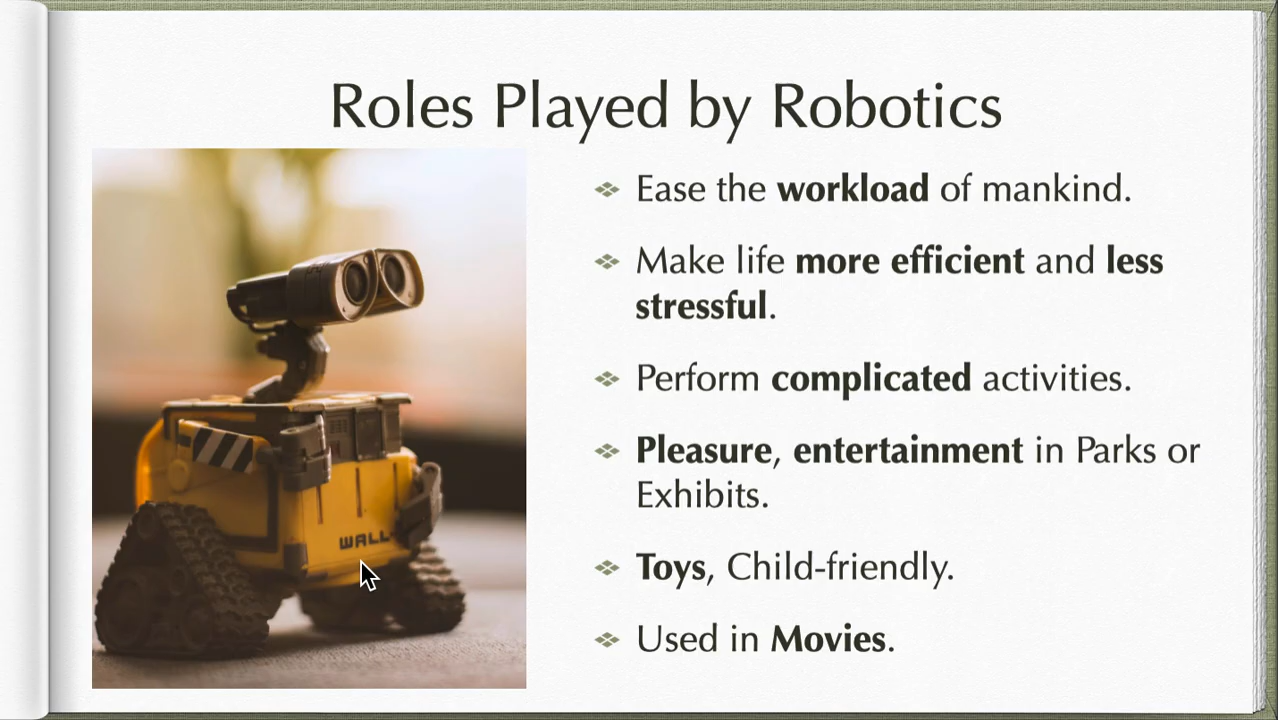 Roles Played by Robotics
Ease the workload of mankind.
Make life more efficient and less
stressful.
Perform complicated activities.
Pleasure, entertainment in Parks or
Exhibits.
Toys, Child-friendly.
Used in Movies.
WALL